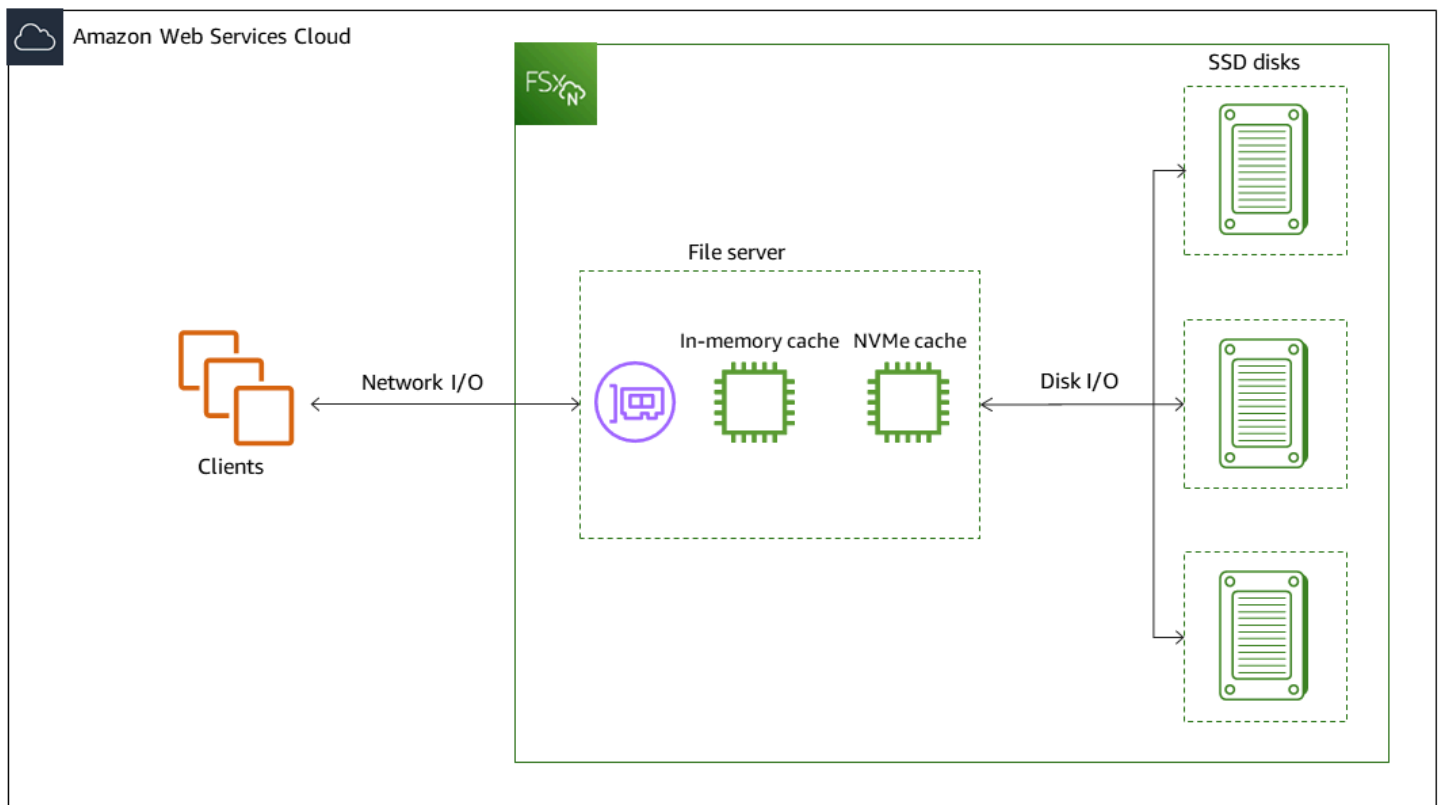 Amazon Web Services Cloud
FSx
N
SSD disks
File server
In-memory cache
NVMe cache
Network I/O
Disk I/O
Clients